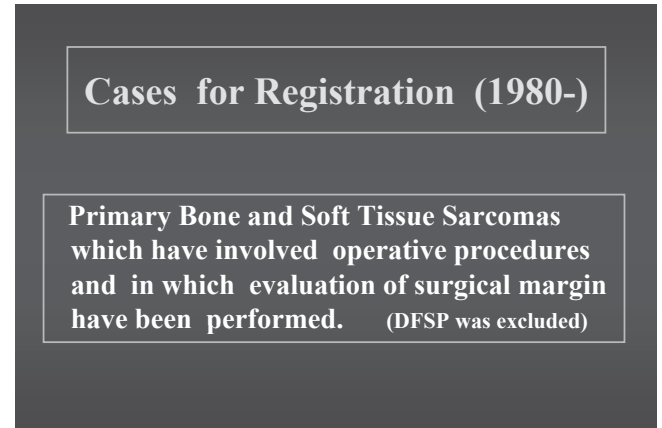 Cases for Registration (1980-)
Primary Bone and Soft Tissue Sarcomas
which have involved operative procedures
and in which evaluation of surgical margin
have been performed. (DFSP was excluded)